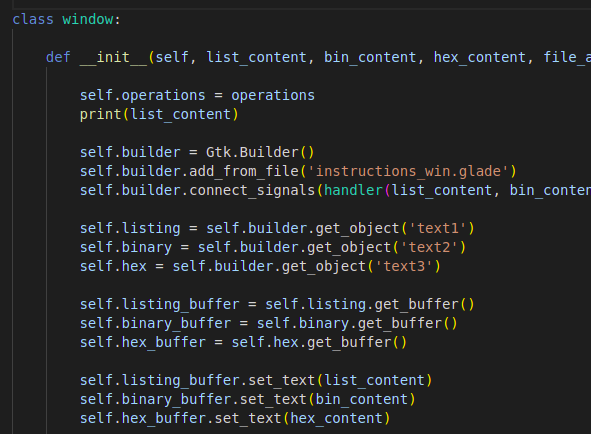 class window:
def __init__(self, list_content, bin_content, hex_content, file_a
self.operations = operations
print(list_content)
self.builder = Gtk.Builder()
self.builder.add_from_file('instructions_win.glade')
self.builder.connect_signals(handler(list_content, bin_conten
self.listing = self.builder.get_object('text1')
self.binary = self.builder.get_object('text2')
self.hex = self.builder.get_object('text3')
self.listing_buffer = self.listing.get_buffer()
self.binary_buffer = self.binary.get_buffer()
self.hex_buffer = self.hex.get_buffer()
self.listing_buffer.set_text(list_content)
self.binary_buffer.set_text(bin_content)
self.hex_buffer.set_text(hex_content)